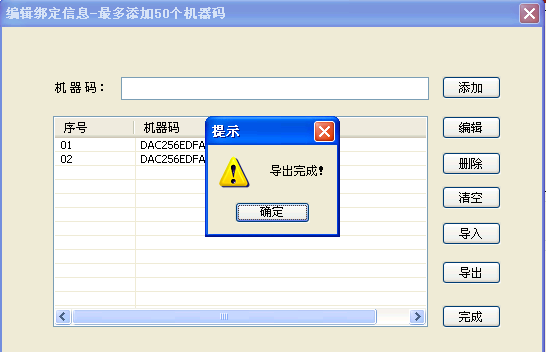 编辑绑定信息-最多添加50个机器码
机器码：
添加
序号 机器码
编辑
01 DAC256EDFA
02 DAC256EDFA
删除
清空
导入
导出
完成
提示
导出完成!
确定